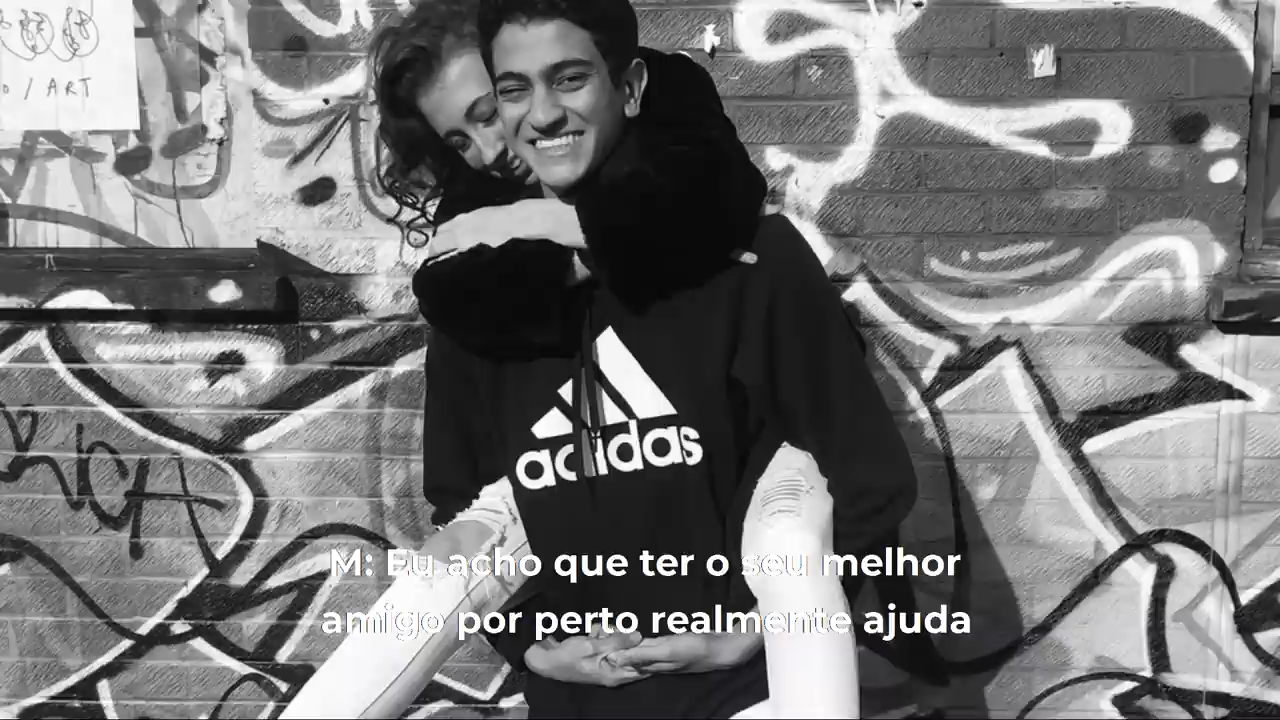 O / ART
adidas
M: Eu acho que ter o seu melhor
amigo por perto realmente ajuda